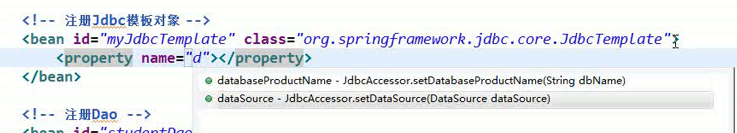 <!-- 注册Jdbc模板对象 -->
<bean id="myJdbcTemplate" class="org.springframework.jdbc.core.JdbcTemplate">
<property name="d"></property>
databaseProductName - JdbcAccessor.setDatabaseProductName(String dbName)
</bean>
dataSource - JdbcAccessor.setDataSource(DataSource dataSource)
<!-- 注册Dao -->
<bean id="studentDao